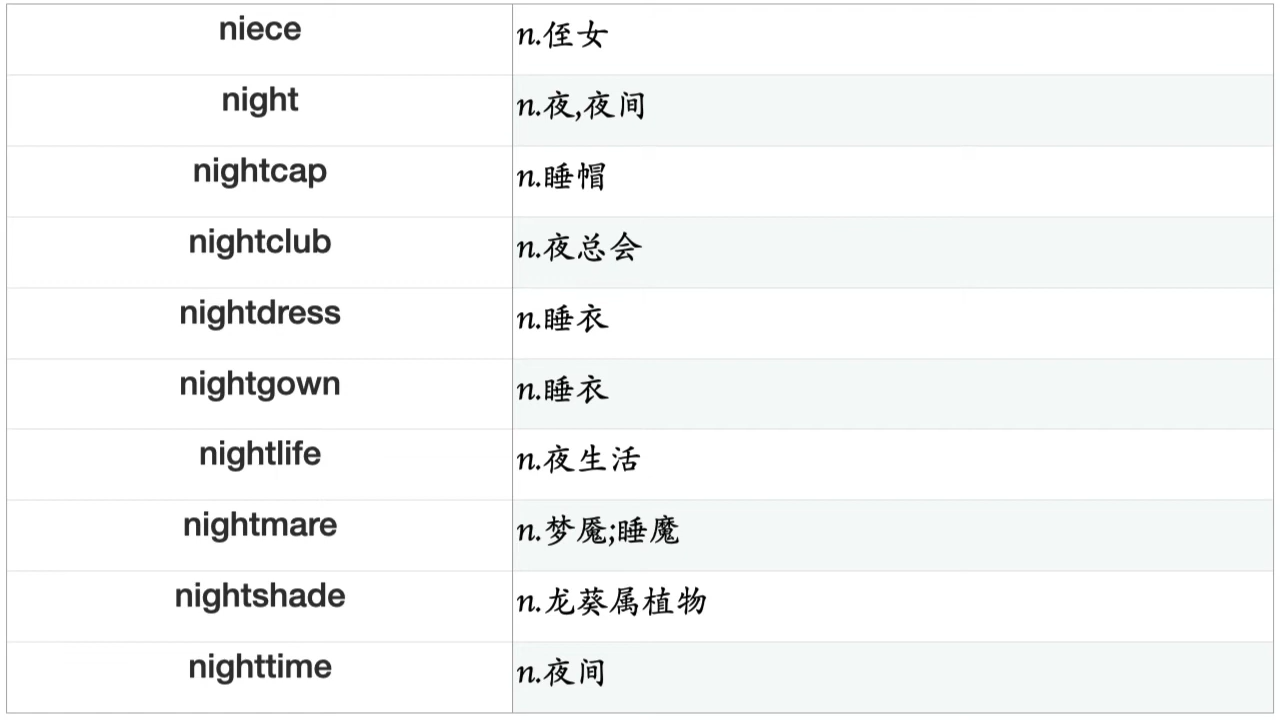 niece n.侄女
night n.夜,夜间
nightcap n.睡帽
nightclub n.夜总会
nightdress n.睡衣
nightgown n.睡衣
nightlife n.夜生活
nightmare n.梦魇;睡魔
nightshade n.龙葵属植物
nighttime n.夜间